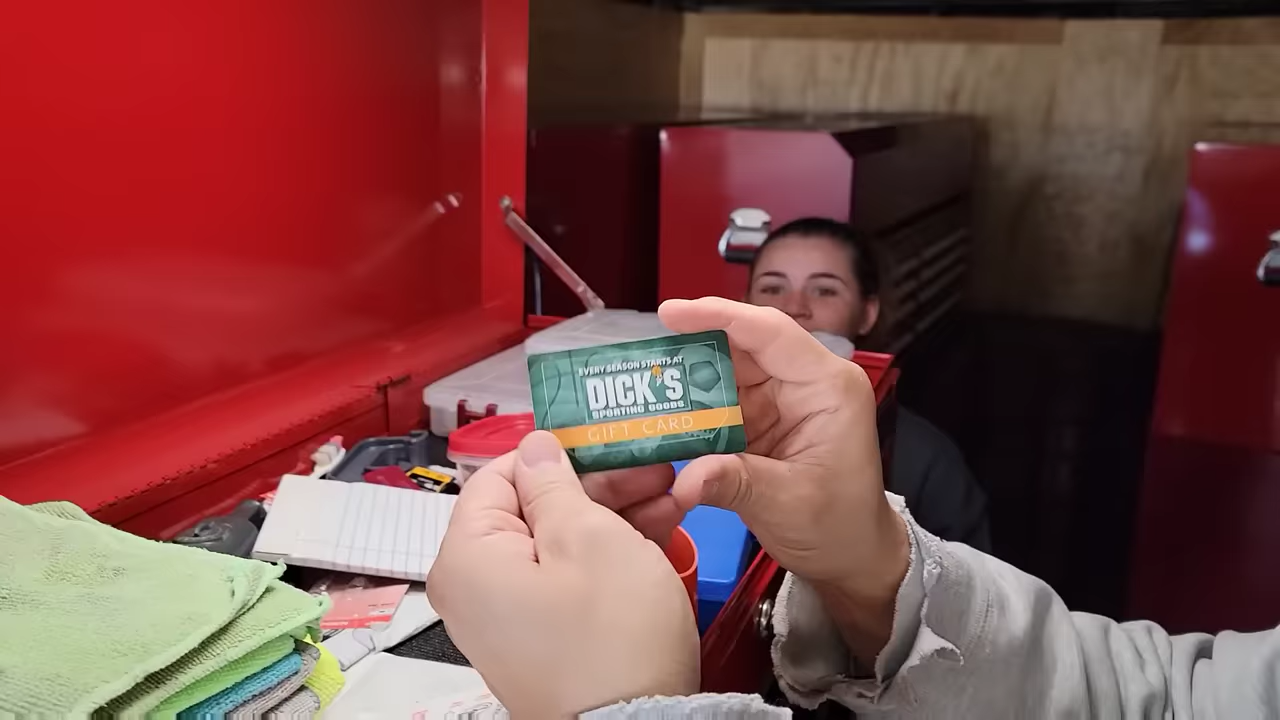 EVERY SEASON STARTS AT
DICK'S
SPORTING GOODS
GIFT CARD